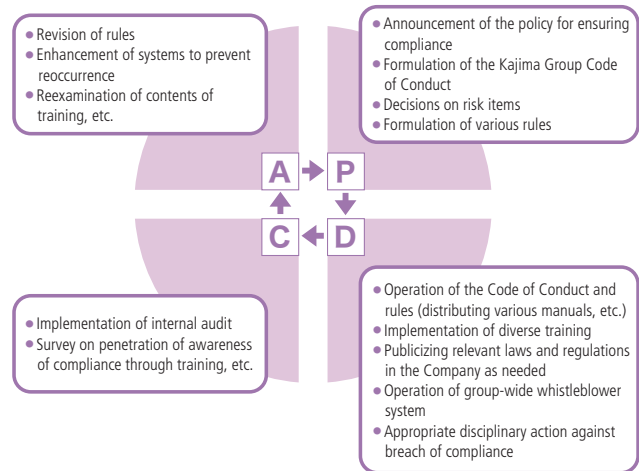 ● Revision of rules
● Enhancement of systems to prevent
reoccurrence
● Reexamination of contents of
training, etc.
● Announcement of the policy for ensuring
compliance
● Formulation of the Kajima Group Code
of Conduct
● Decisions on risk items
● Formulation of various rules
A
P
C
D
● Implementation of internal audit
● Survey on penetration of awareness
of compliance through training, etc.
● Operation of the Code of Conduct and
rules (distributing various manuals, etc.)
● Implementation of diverse training
● Publicizing relevant laws and regulations
in the Company as needed
● Operation of group-wide whistleblower
system
● Appropriate disciplinary action against
breach of compliance